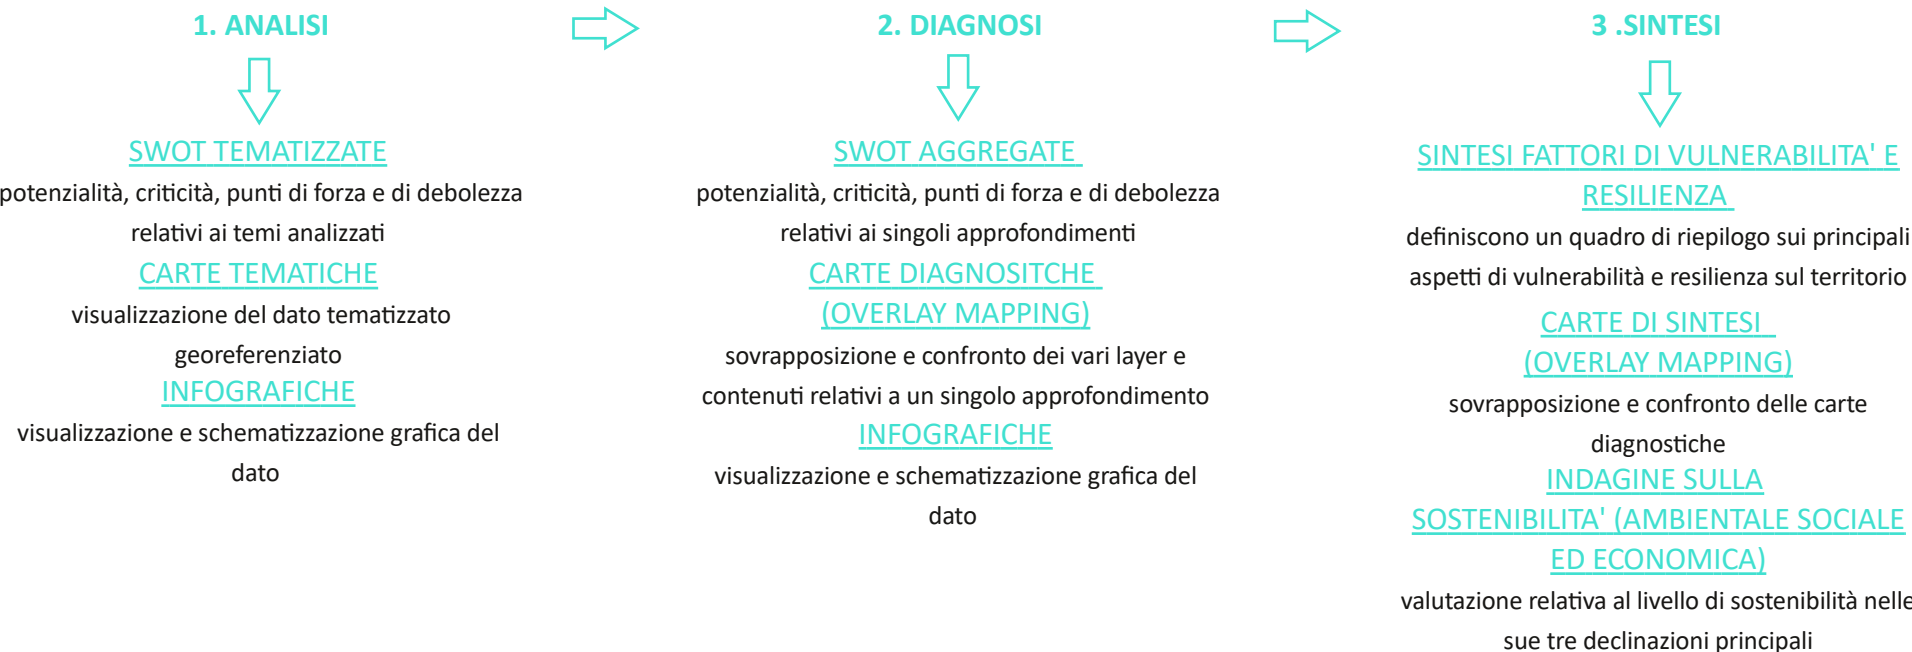 1. ANALISI
SWOT TEMATIZZATE
potenzialità, criticità, punti di forza e di debolezza
relativi ai temi analizzati
CARTE TEMATICHE
visualizzazione del dato tematizzato
georeferenziato
INFOGRAFICHE
visualizzazione e schematizzazione grafica del
dato
2. DIAGNOSI
SWOT AGGREGATE
potenzialità, criticità, punti di forza e di debolezza
relativi ai singoli approfondimenti
CARTE DIAGNOSITCHE
(OVERLAY MAPPING)
sovrapposizione e confronto dei vari layer e
contenuti relativi a un singolo approfondimento
INFOGRAFICHE
visualizzazione e schematizzazione grafica del
dato
3 .SINTESI
SINTESI FATTORI DI VULNERABILITA' E
RESILIENZA
definiscono un quadro di riepilogo sui principali
aspetti di vulnerabilità e resilienza sul territorio
CARTE DI SINTESI
(OVERLAY MAPPING)
sovrapposizione e confronto delle carte
diagnostiche
INDAGINE SULLA
SOSTENIBILITA' (AMBIENTALE SOCIALE
ED ECONOMICA)
valutazione relativa al livello di sostenibilità nelle
sue tre declinazioni principali